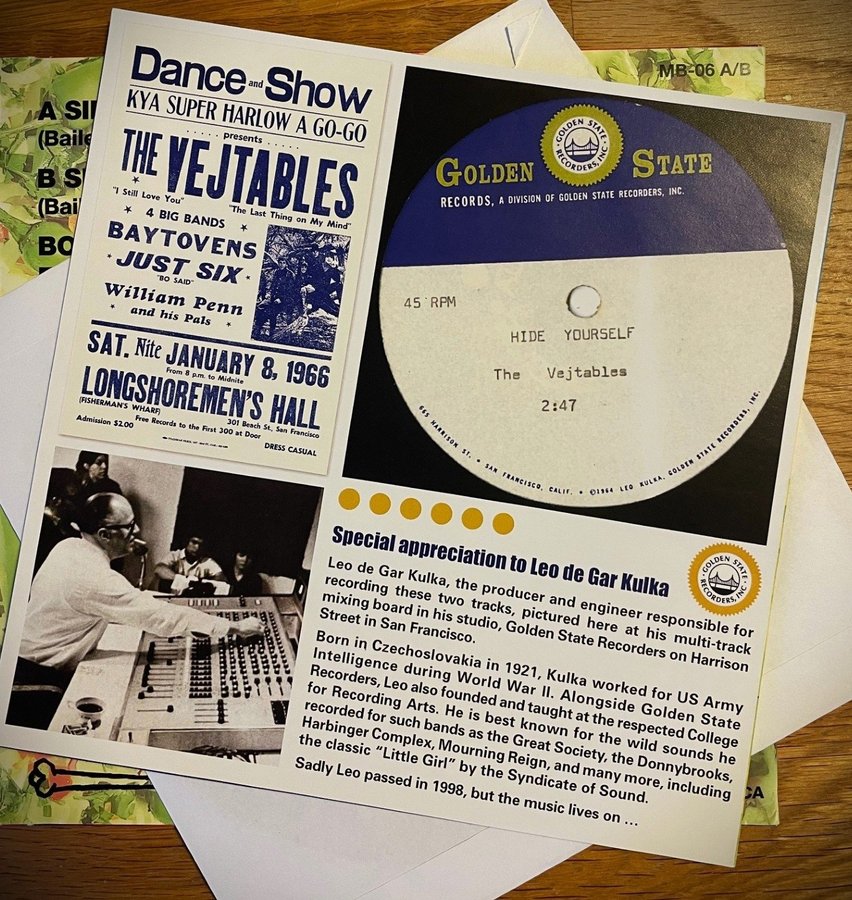 MB-06 A/B
A SI
(Baile
B S
(Bai
BO
Dance and Show
KYA SUPER HARLOW A GO-GO
..... presents .....
THE VEJTABLES
"I Still Love You" "The Last Thing on My Mind"
★ 4 BIG BANDS ★
BAYTOVENS
★ JUST SIX ★
"BO SAID"
William Penn
★ and his Pals ★
SAT. Nite JANUARY 8, 1966
From 8 p.m. to Midnite
LONGSHOREMEN'S HALL
(FISHERMAN'S WHARF) 301 Beach St., San Francisco
Admission $2.00 Free Records to the First 300 at Door
DRESS CASUAL
GOLDEN STATE
GOLDEN STATE RECORDERS, INC.
RECORDS, A DIVISION OF GOLDEN STATE RECORDERS, INC.
45 RPM
HIDE YOURSELF
The Vejtables
2:47
665 HARRISON ST. • SAN FRANCISCO, CALIF. • ©1964 LEO KULKA, GOLDEN STATE RECORDERS, INC.
Special appreciation to Leo de Gar Kulka
GOLDEN STATE RECORDERS, INC
Leo de Gar Kulka, the producer and engineer responsible for
recording these two tracks, pictured here at his multi-track
mixing board in his studio, Golden State Recorders on Harrison
Street in San Francisco.
Born in Czechoslovakia in 1921, Kulka worked for US Army
Intelligence during World War II. Alongside Golden State
Recorders, Leo also founded and taught at the respected College
for Recording Arts. He is best known for the wild sounds he
recorded for such bands as the Great Society, the Donnybrooks,
Harbinger Complex, Mourning Reign, and many more, including
the classic "Little Girl" by the Syndicate of Sound.
Sadly Leo passed in 1998, but the music lives on ...
CA